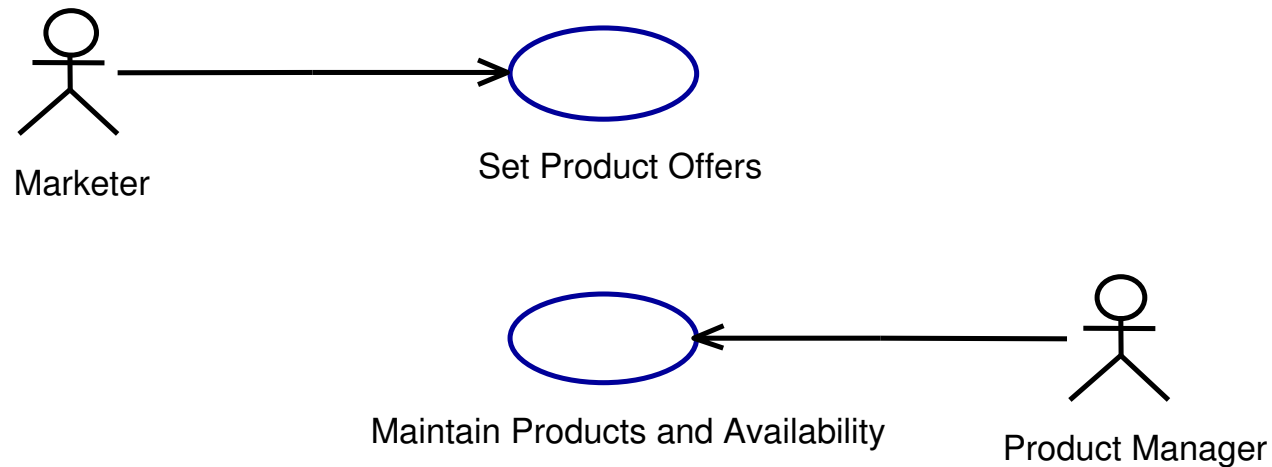 Set Product Offers
Marketer
Maintain Products and Availability
Product Manager